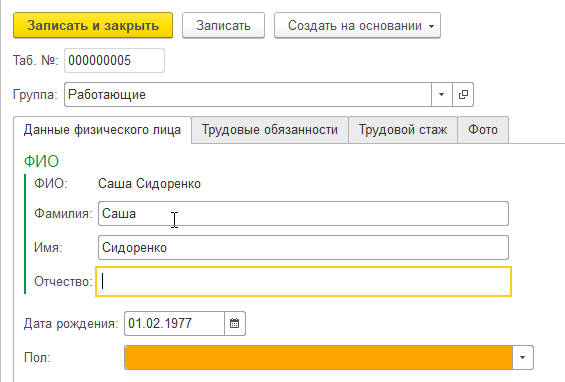 Записать и закрыть Записать Создать на основании
Таб. №: 000000005
Группа: Работающие
Данные физического лица Трудовые обязанности Трудовой стаж Фото
ФИО
ФИО: Саша Сидоренко
Фамилия: Саша
Имя: Сидоренко
Отчество:
Дата рождения: 01.02.1977
Пол: